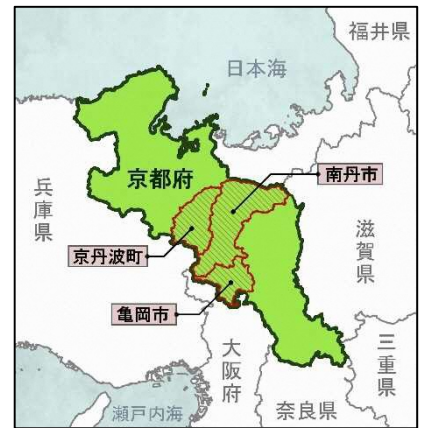 福井県
日本海
京都府
南丹市
兵庫県
京丹波町
滋賀県
亀岡市
大阪府
三重県
瀬戸内海
奈良県